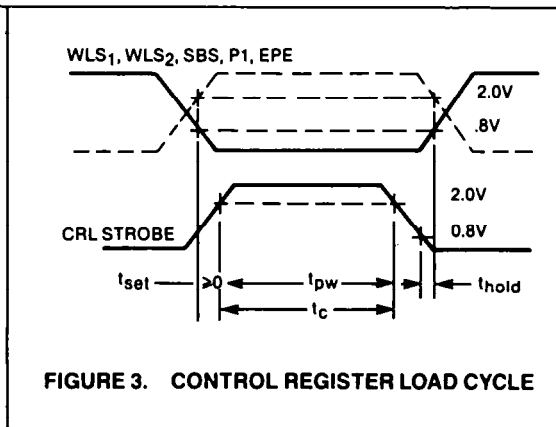 WLS1, WLS2, SBS, P1, EPE
2.0V
.8V
2.0V
CRL STROBE
0.8V
tset ≥0 tpw thold
tc
FIGURE 3. CONTROL REGISTER LOAD CYCLE